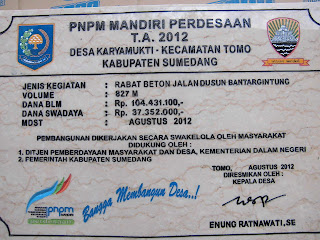 PNPM MANDIRI PERDESAAN
T.A. 2012
DESA KARYAMUKTI - KECAMATAN TOMO
KABUPATEN SUMEDANG
JENIS KEGIATAN : RABAT BETON JALAN DUSUN BANTARGINTUNG
VOLUME : 827 M
DANA BLM : Rp. 104.431.100,-
DANA SWADAYA : Rp. 37.352.000,-
MDST : AGUSTUS 2012
PEMBANGUNAN DIKERJAKAN SECARA SWAKELOLA OLEH MASYARAKAT
DIDUKUNG OLEH :
1. DITJEN PEMBERDAYAAN MASYARAKAT DAN DESA, KEMENTERIAN DALAM NEGERI
2. PEMERINTAH KABUPATEN SUMEDANG
TOMO, AGUSTUS 2012
DIRESMIKAN OLEH :
KEPALA DESA
pnpm
Bangga Membangun Desa..!
ENUNG RATNAWATI,SE